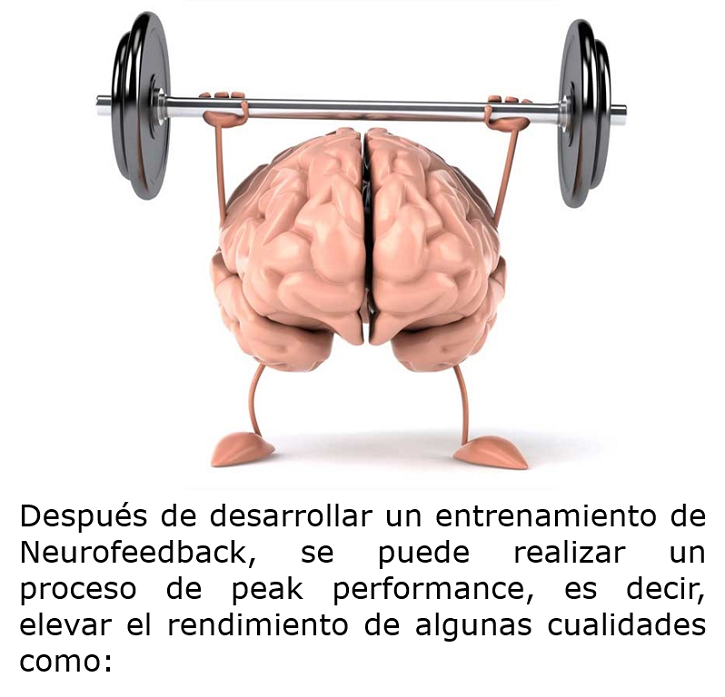 Después de desarrollar un entrenamiento de
Neurofeedback, se puede realizar un
proceso de peak performance, es decir,
elevar el rendimiento de algunas cualidades
como: